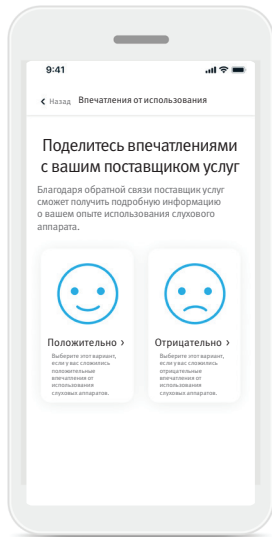 9:41
Назад Впечатления от использования
Поделитесь впечатлениями
с вашим поставщиком услуг
Благодаря обратной связи поставщик услуг
сможет получить подробную информацию
о вашем опыте использования слухового
аппарата.
Положительно
Выберите этот вариант,
если у вас сложились
положительные
впечатления от
использования
слуховых аппаратов.
Отрицательно
Выберите этот вариант,
если у вас сложились
отрицательные
впечатления от
использования
слуховых аппаратов.